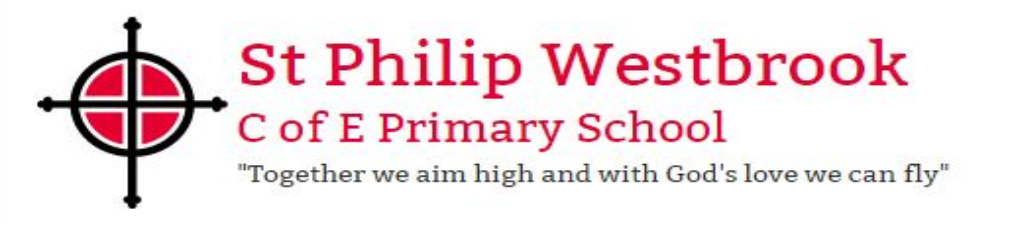 St Philip Westbrook
C of E Primary School
"Together we aim high and with God's love we can fly"